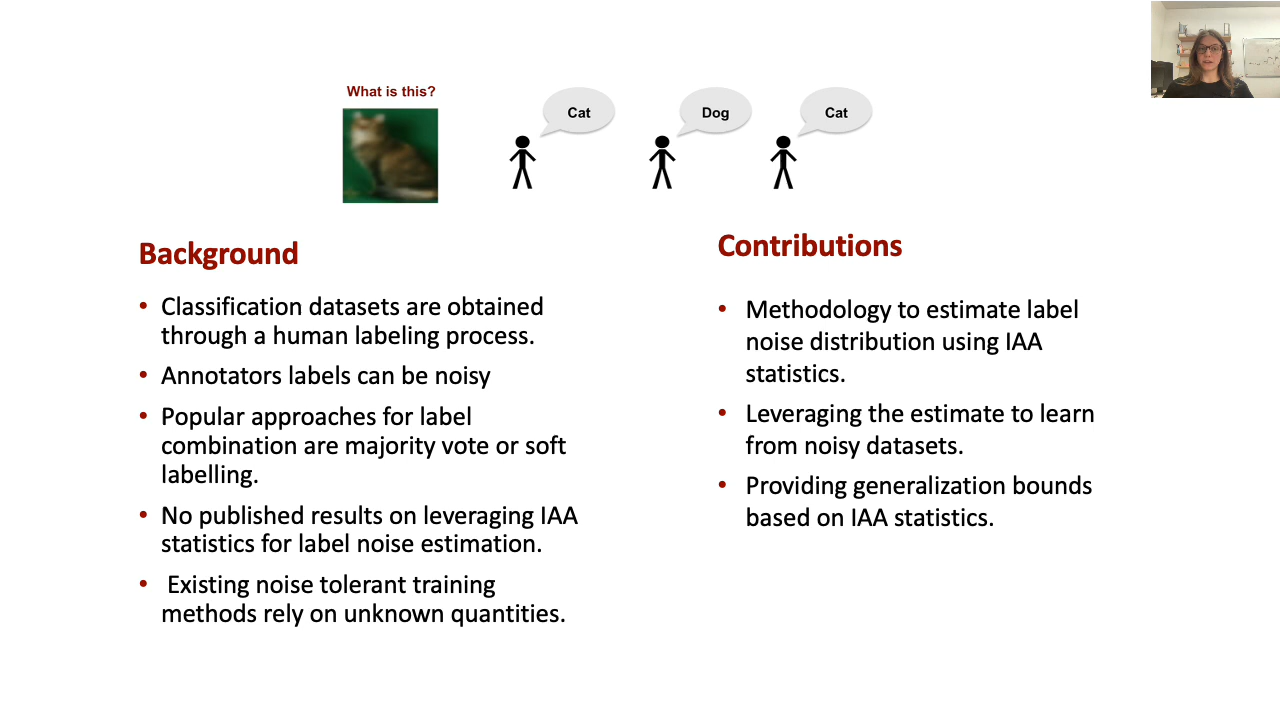 What is this?
Cat
Dog
Cat
Background
• Classification datasets are obtained
through a human labeling process.
• Annotators labels can be noisy
• Popular approaches for label
combination are majority vote or soft
labelling.
• No published results on leveraging IAA
statistics for label noise estimation.
• Existing noise tolerant training
methods rely on unknown quantities.
Contributions
• Methodology to estimate label
noise distribution using IAA
statistics.
• Leveraging the estimate to learn
from noisy datasets.
• Providing generalization bounds
based on IAA statistics.